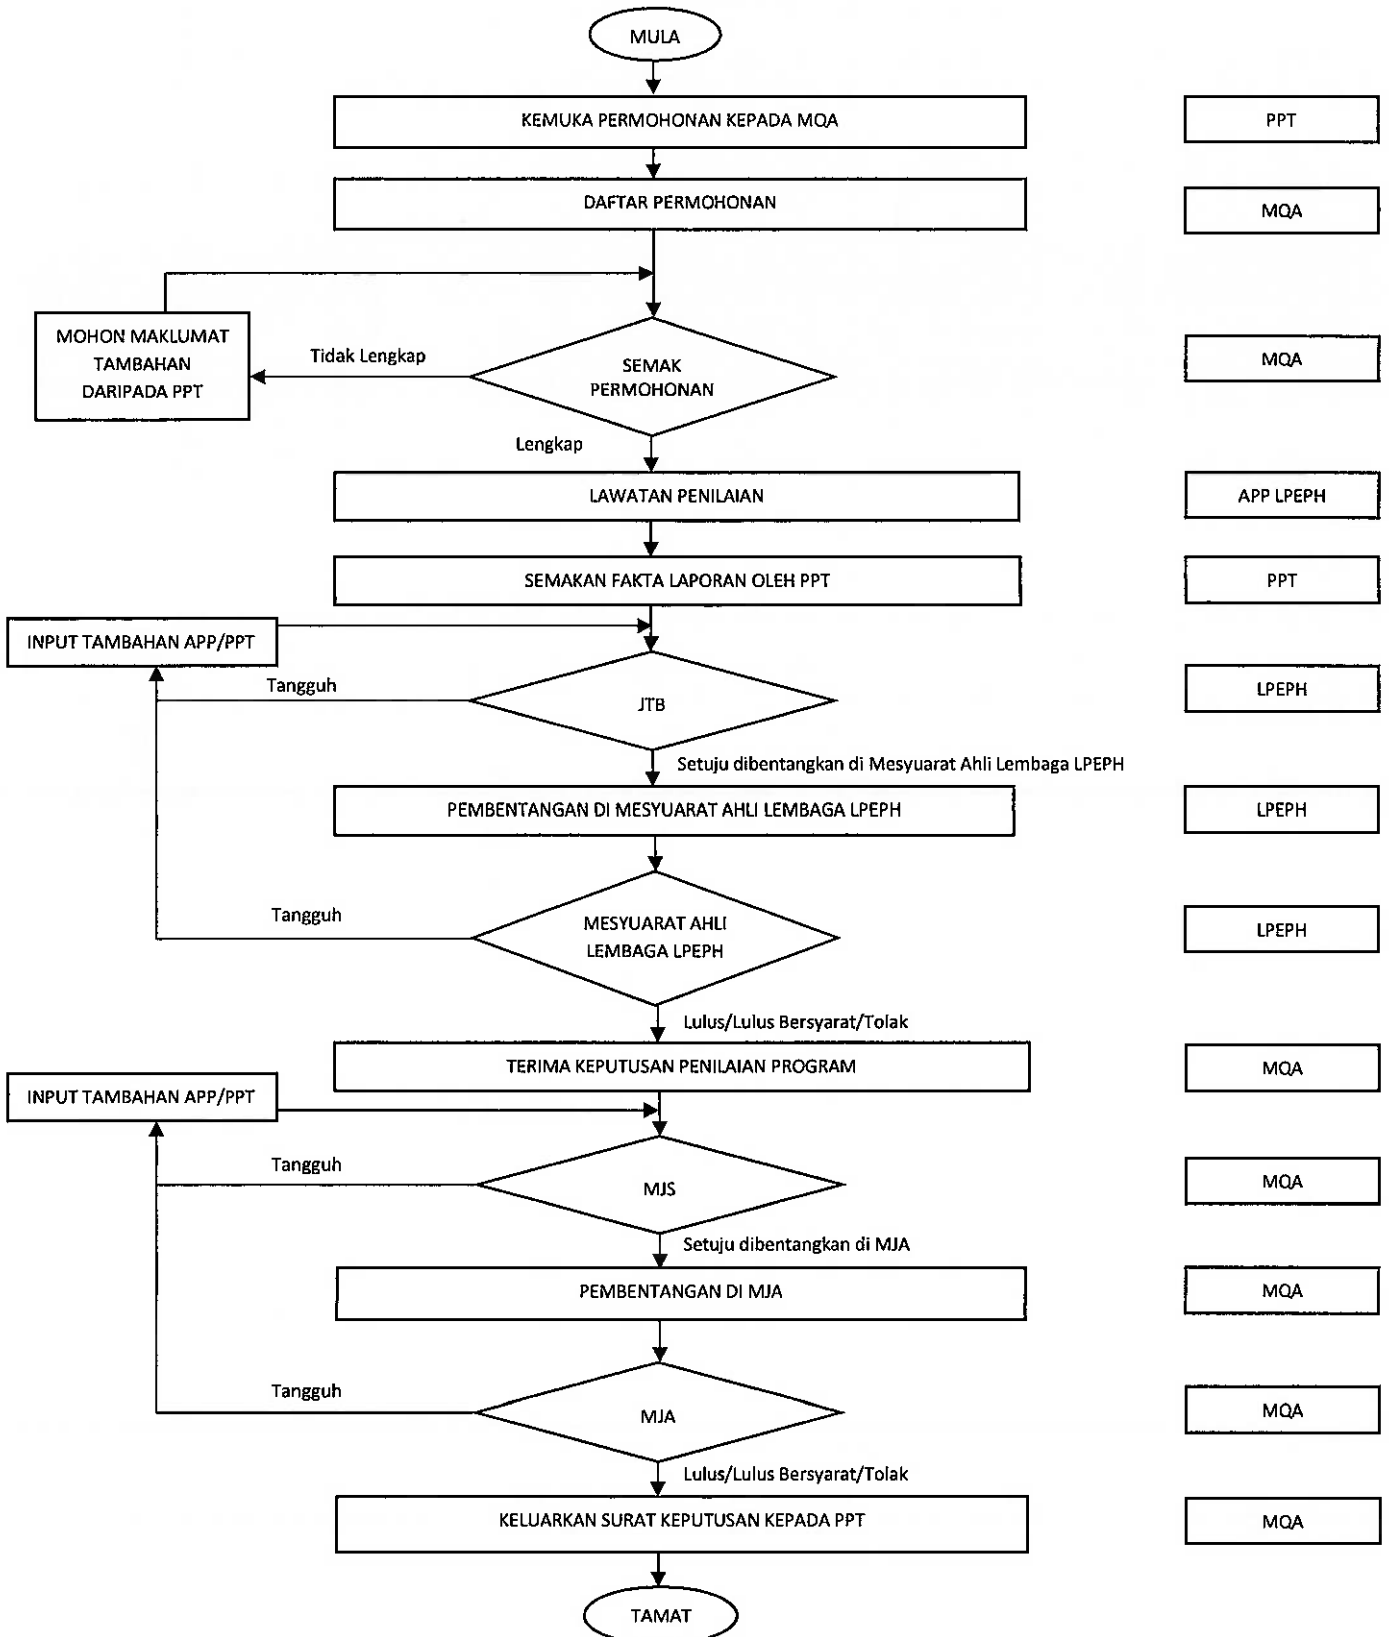 MULA
KEMUKA PERMOHONAN KEPADA MQA
PPT
DAFTAR PERMOHONAN
MQA
MOHON MAKLUMAT
TAMBAHAN
DARIPADA PPT
Tidak Lengkap
SEMAK
PERMOHONAN
MQA
Lengkap
LAWATAN PENILAIAN
APP LPEPH
SEMAKAN FAKTA LAPORAN OLEH PPT
PPT
INPUT TAMBAHAN APP/PPT
Tangguh
JTB
LPEPH
Setuju dibentangkan di Mesyuarat Ahli Lembaga LPEPH
PEMBENTANGAN DI MESYUARAT AHLI LEMBAGA LPEPH
LPEPH
Tangguh
MESYUARAT AHLI
LEMBAGA LPEPH
LPEPH
Lulus/Lulus Bersyarat/Tolak
TERIMA KEPUTUSAN PENILAIAN PROGRAM
MQA
INPUT TAMBAHAN APP/PPT
Tangguh
MJS
MQA
Setuju dibentangkan di MJA
PEMBENTANGAN DI MJA
MQA
Tangguh
MJA
MQA
Lulus/Lulus Bersyarat/Tolak
KELUARKAN SURAT KEPUTUSAN KEPADA PPT
MQA
TAMAT